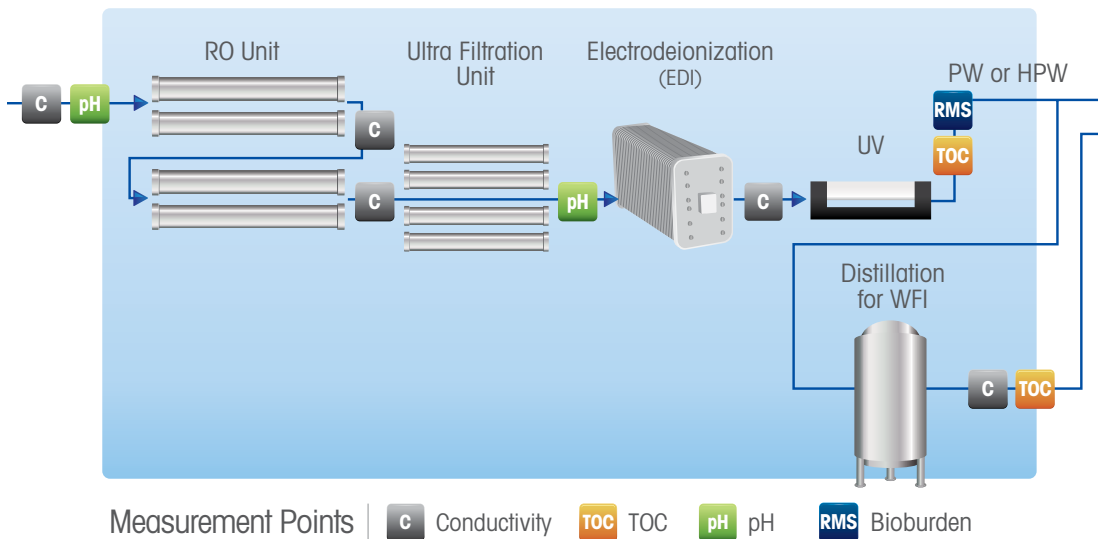 RO Unit
Ultra Filtration
Unit
Electrodeionization
(EDI)
PW or HPW
C
pH
RMS
C
UV
TOC
C
pH
C
Distillation
for WFI
C
TOC
Measurement Points
C Conductivity
TOC TOC
pH pH
RMS Bioburden